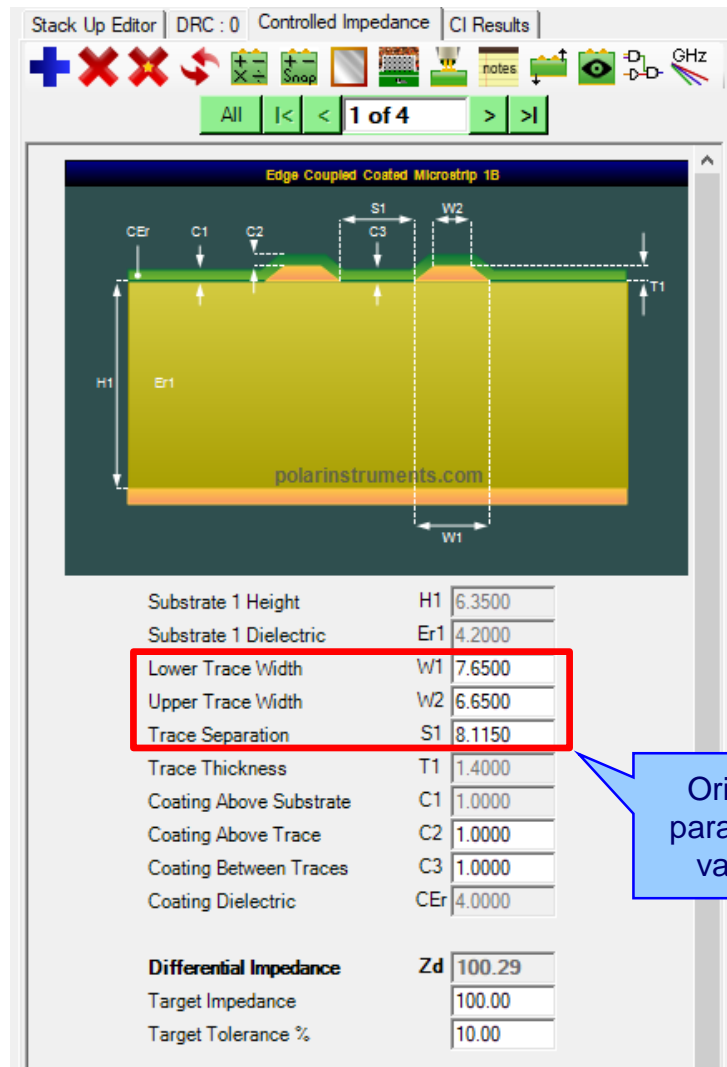 Stack Up Editor DRC : 0 Controlled Impedance CI Results
Snap notes GHz
All |< < 1 of 4 > >|
Edge Coupled Coated Microstrip 1B
S1 W2
CEr C1 C2 C3
T1
H1 Er1
polarinstruments.com
W1
Substrate 1 Height H1 6.3500
Substrate 1 Dielectric Er1 4.2000
Lower Trace Width W1 7.6500
Upper Trace Width W2 6.6500
Trace Separation S1 8.1150
Trace Thickness T1 1.4000
Coating Above Substrate C1 1.0000
Coating Above Trace C2 1.0000
Coating Between Traces C3 1.0000
Coating Dielectric CEr 4.0000
Ori
para
va
Differential Impedance Zd 100.29
Target Impedance 100.00
Target Tolerance % 10.00